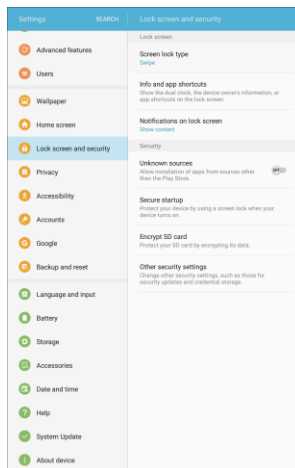 Settings
SEARCH
Advanced features
Users
Wallpaper
Home screen
Lock screen and security
Privacy
Accessibility
Accounts
Google
Backup and reset
Language and input
Battery
Storage
Accessories
Date and time
Help
System Update
About device
Lock screen and security
Lock screen
Screen lock type
Swipe
Info and app shortcuts
Show the dual clock, the device owner's information, or
app shortcuts on the lock screen.
Notifications on lock screen
Show content
Security
Unknown sources
Allow installation of apps from sources other
than the Play Store.
OFF
Secure startup
Protect your device by using a screen lock when your
device turns on.
Encrypt SD card
Protect your SD card by encrypting its data.
Other security settings
Change other security settings, such as those for
security updates and credential storage.